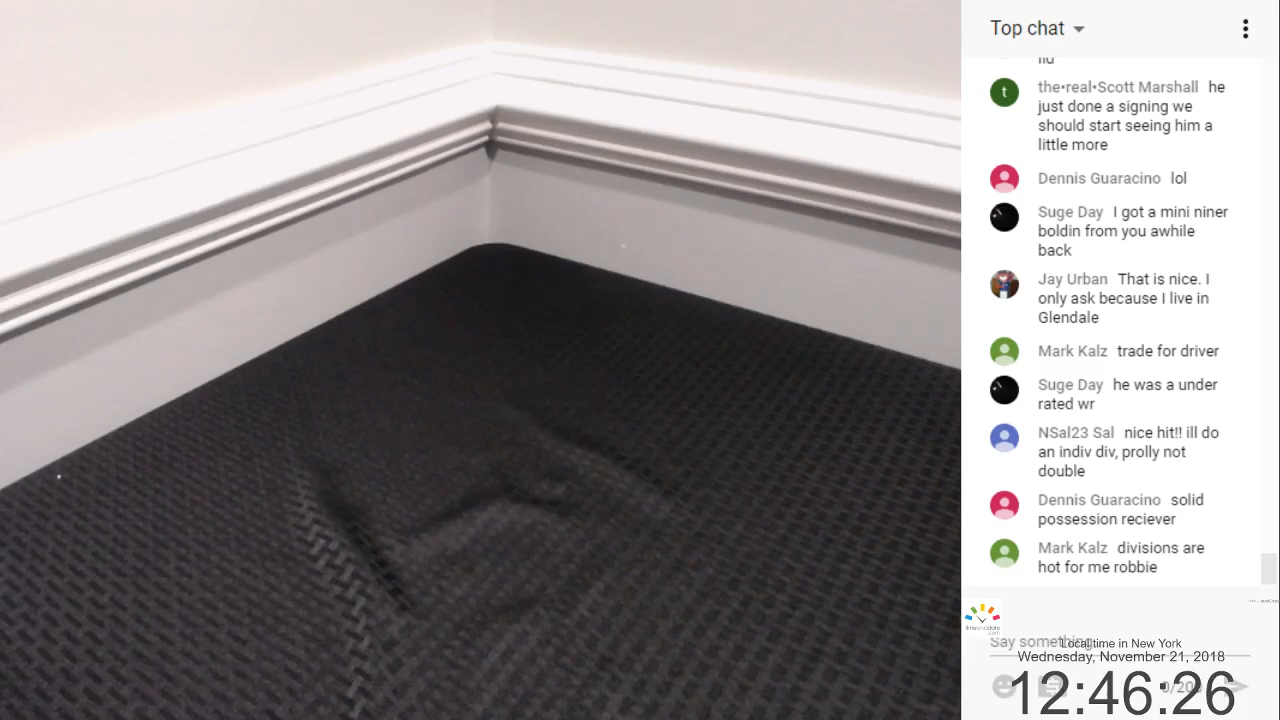 Top chat
the•real•Scott Marshall he
just done a signing we
should start seeing him a
little more
Dennis Guaracino lol
Suge Day I got a mini niner
boldin from you awhile
back
Jay Urban That is nice. I
only ask because I live in
Glendale
Mark Kalz trade for driver
Suge Day he was a under
rated wr
NSal23 Sal nice hit!! ill do
an indiv div, prolly not
double
Dennis Guaracino solid
possession reciever
Mark Kalz divisions are
hot for me robbie
Say something...
Local time in New York
Wednesday, November 21, 2018
12:46:26